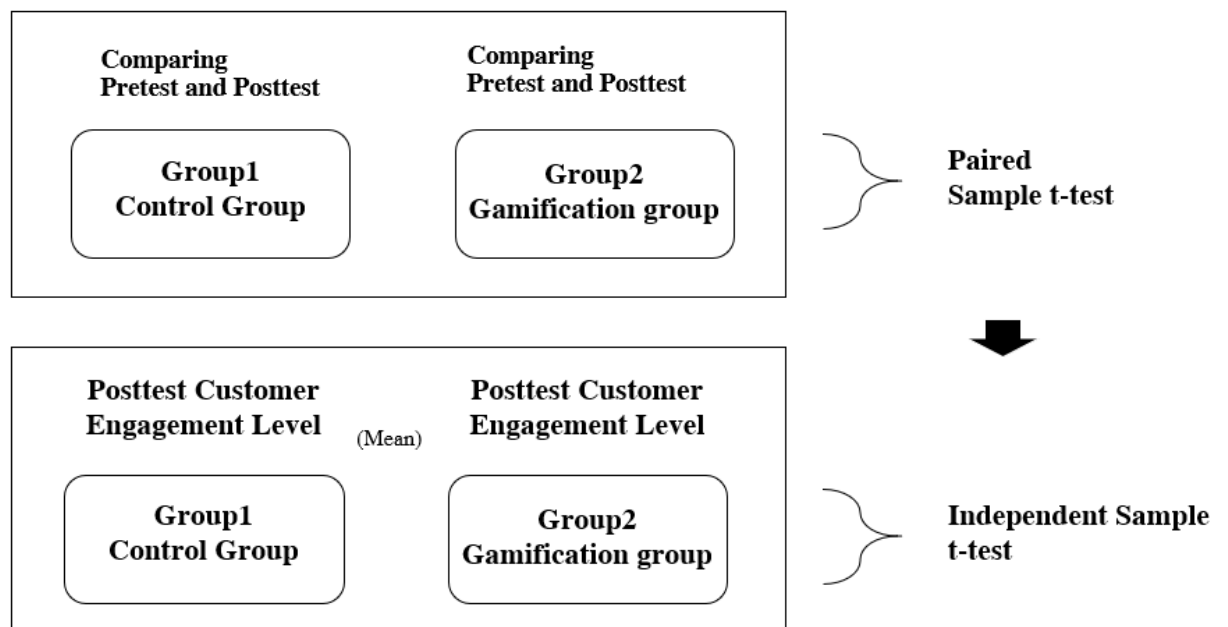 Comparing
Pretest and Posttest
Comparing
Pretest and Posttest
Group1
Control Group
Group2
Gamification group
Paired
Sample t-test
Posttest Customer
Engagement Level
(Mean)
Posttest Customer
Engagement Level
Group1
Control Group
Group2
Gamification group
Independent Sample
t-test